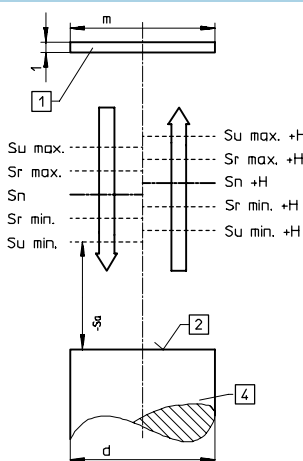 m
1
1
Su max.
Sr max.
Sn
Sr min.
Su min.
Su max. +H
Sr max. +H
Sn +H
Sr min. +H
Su min. +H
-Sa
2
4
d